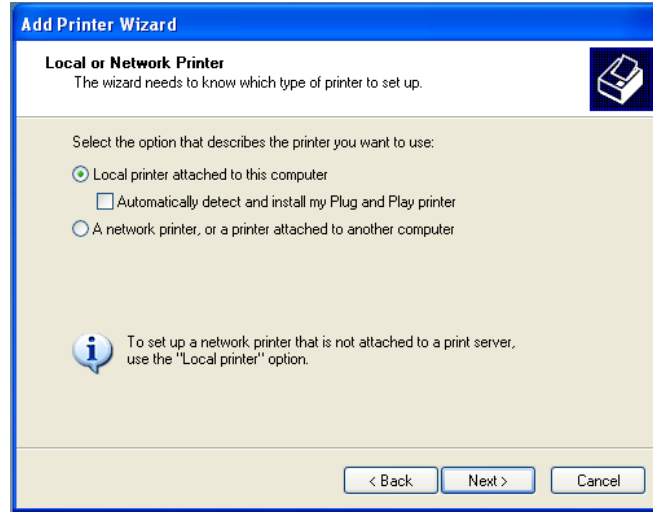 Add Printer Wizard
Local or Network Printer
The wizard needs to know which type of printer to set up.
Select the option that describes the printer you want to use:
Local printer attached to this computer
Automatically detect and install my Plug and Play printer
A network printer, or a printer attached to another computer
To set up a network printer that is not attached to a print server,
use the "Local printer" option.
< Back
Next >
Cancel